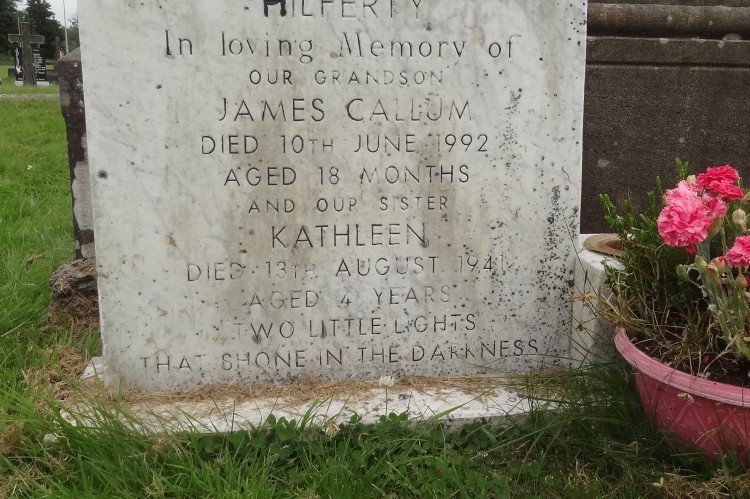 HILFERTY
In loving Memory of
OUR GRANDSON
JAMES CALLUM
DIED 10TH JUNE 1992
AGED 18 MONTHS
AND OUR SISTER
KATHLEEN
DIED 13TH AUGUST 1941
AGED 4 YEARS
TWO LITTLE LIGHTS
THAT SHONE IN THE DARKNESS